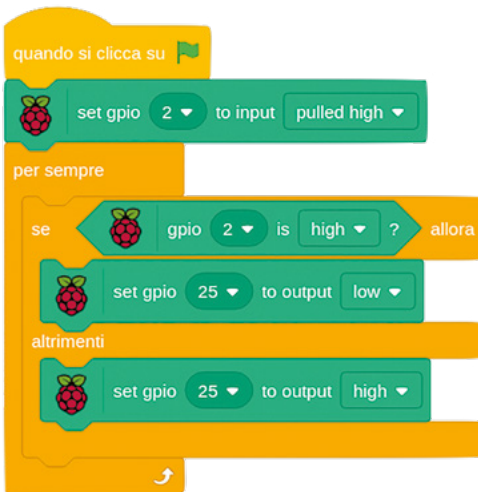 quando si clicca su
set gpio 2 to input pulled high
per sempre
se gpio 2 is high ? allora
set gpio 25 to output low
altrimenti
set gpio 25 to output high